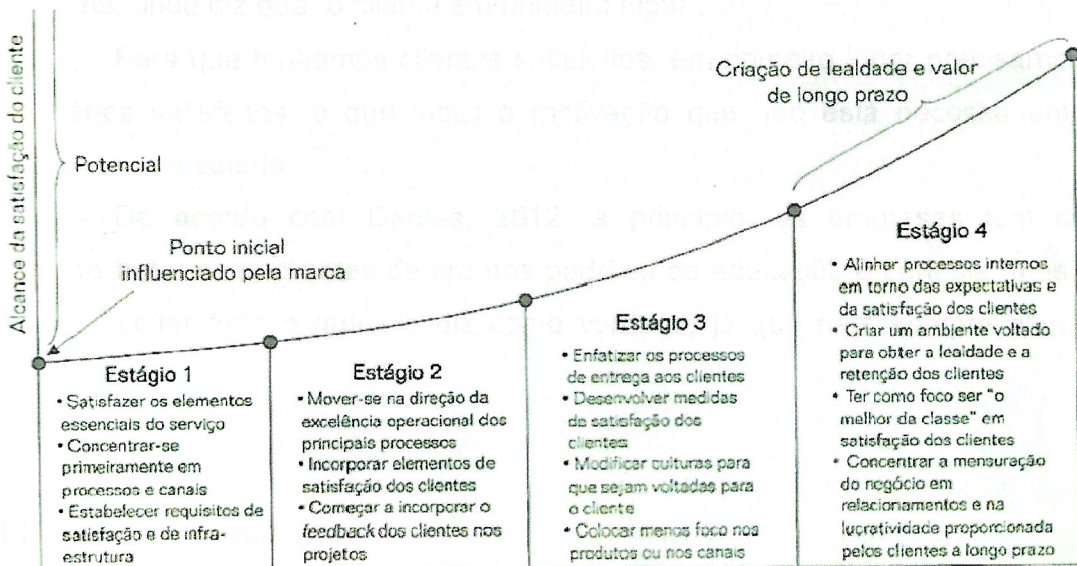 Alcance da satisfação do cliente
Potencial
Ponto inicial
influenciado pela marca
Criação de lealdade e valor
de longo prazo
Estágio 1
• Satisfazer os elementos
essenciais do serviço
• Concentrar-se
primeiramente em
processos e canais
• Estabelecer requisitos de
satisfação e de infra-
estrutura
Estágio 2
• Mover-se na direção da
excelência operacional dos
principais processos
• Incorporar elementos de
satisfação dos clientes
• Começar a incorporar o
feedback dos clientes nos
projetos
Estágio 3
• Enfatizar os processos
de entrega aos clientes
• Desenvolver medidas
de satisfação dos
clientes
• Modificar culturas para
que sejam voltadas para
o cliente
• Colocar menos foco nos
produtos ou nos canais
Estágio 4
• Alinhar processos internos
em torno das expectativas e
da satisfação dos clientes
• Criar um ambiente voltado
para obter a lealdade e a
retenção dos clientes
• Ter como foco ser "o
melhor da classe" em
satisfação dos clientes
• Concentrar a mensuração
do negócio em
relacionamentos e na
lucratividade proporcionada
pelos clientes a longo prazo